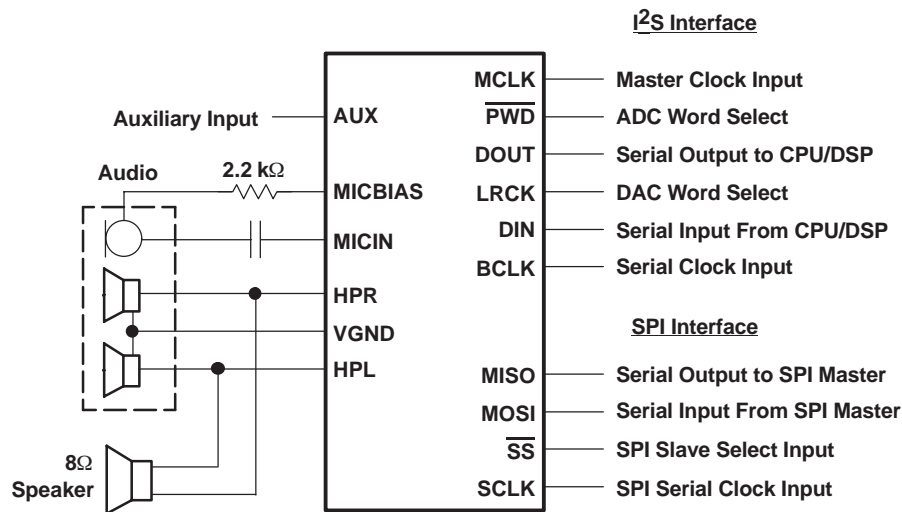 I²S Interface
MCLK Master Clock Input
Auxiliary Input AUX PWD ADC Word Select
DOUT Serial Output to CPU/DSP
Audio 2.2 kΩ
MICBIAS LRCK DAC Word Select
MICIN DIN Serial Input From CPU/DSP
BCLK Serial Clock Input
HPR
VGND SPI Interface
HPL MISO Serial Output to SPI Master
MOSI Serial Input From SPI Master
SS SPI Slave Select Input
8Ω
Speaker SCLK SPI Serial Clock Input